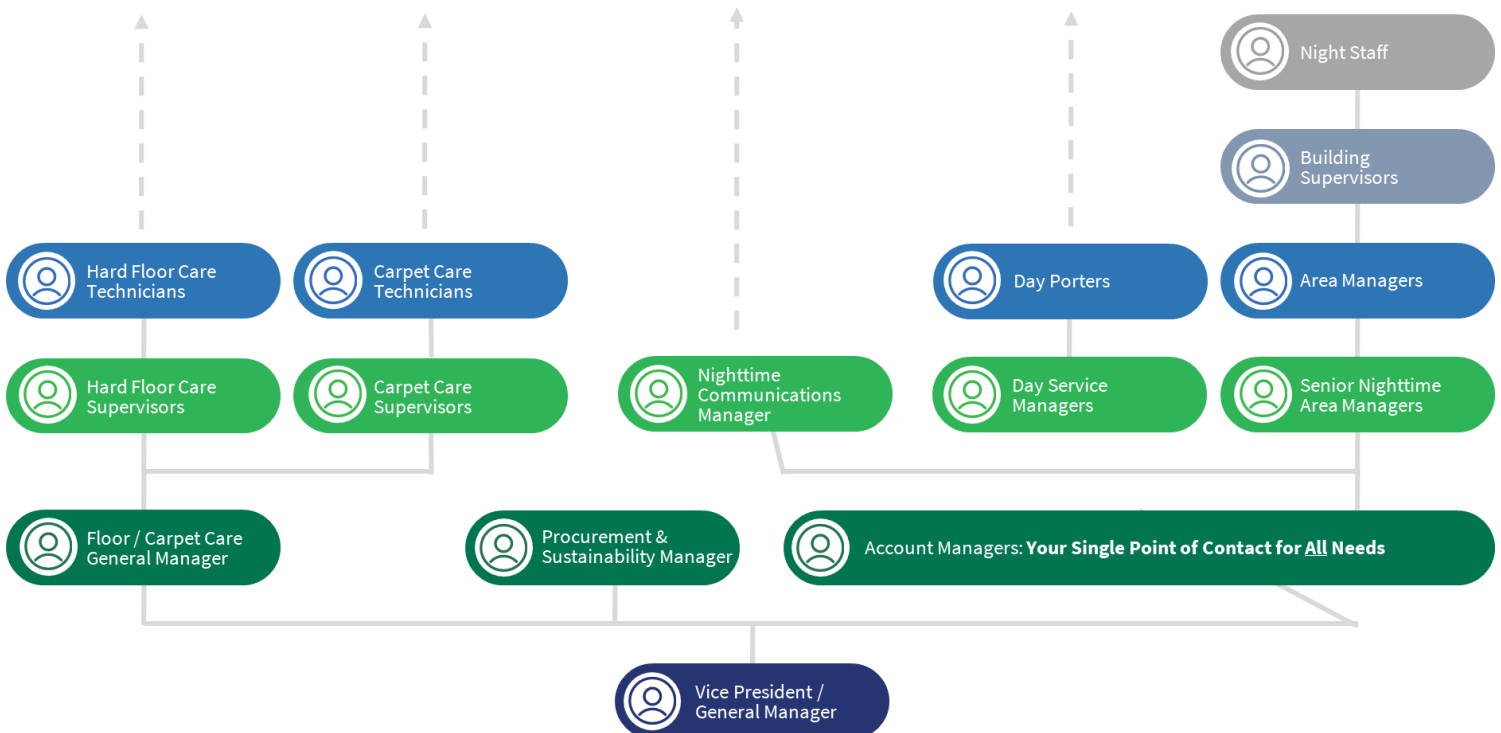 Night Staff
Building
Supervisors
Hard Floor Care
Technicians
Carpet Care
Technicians
Day Porters
Area Managers
Hard Floor Care
Supervisors
Carpet Care
Supervisors
Nighttime
Communications
Manager
Day Service
Managers
Senior Nighttime
Area Managers
Floor / Carpet Care
General Manager
Procurement &
Sustainability Manager
Account Managers: Your Single Point of Contact for All Needs
Vice President /
General Manager